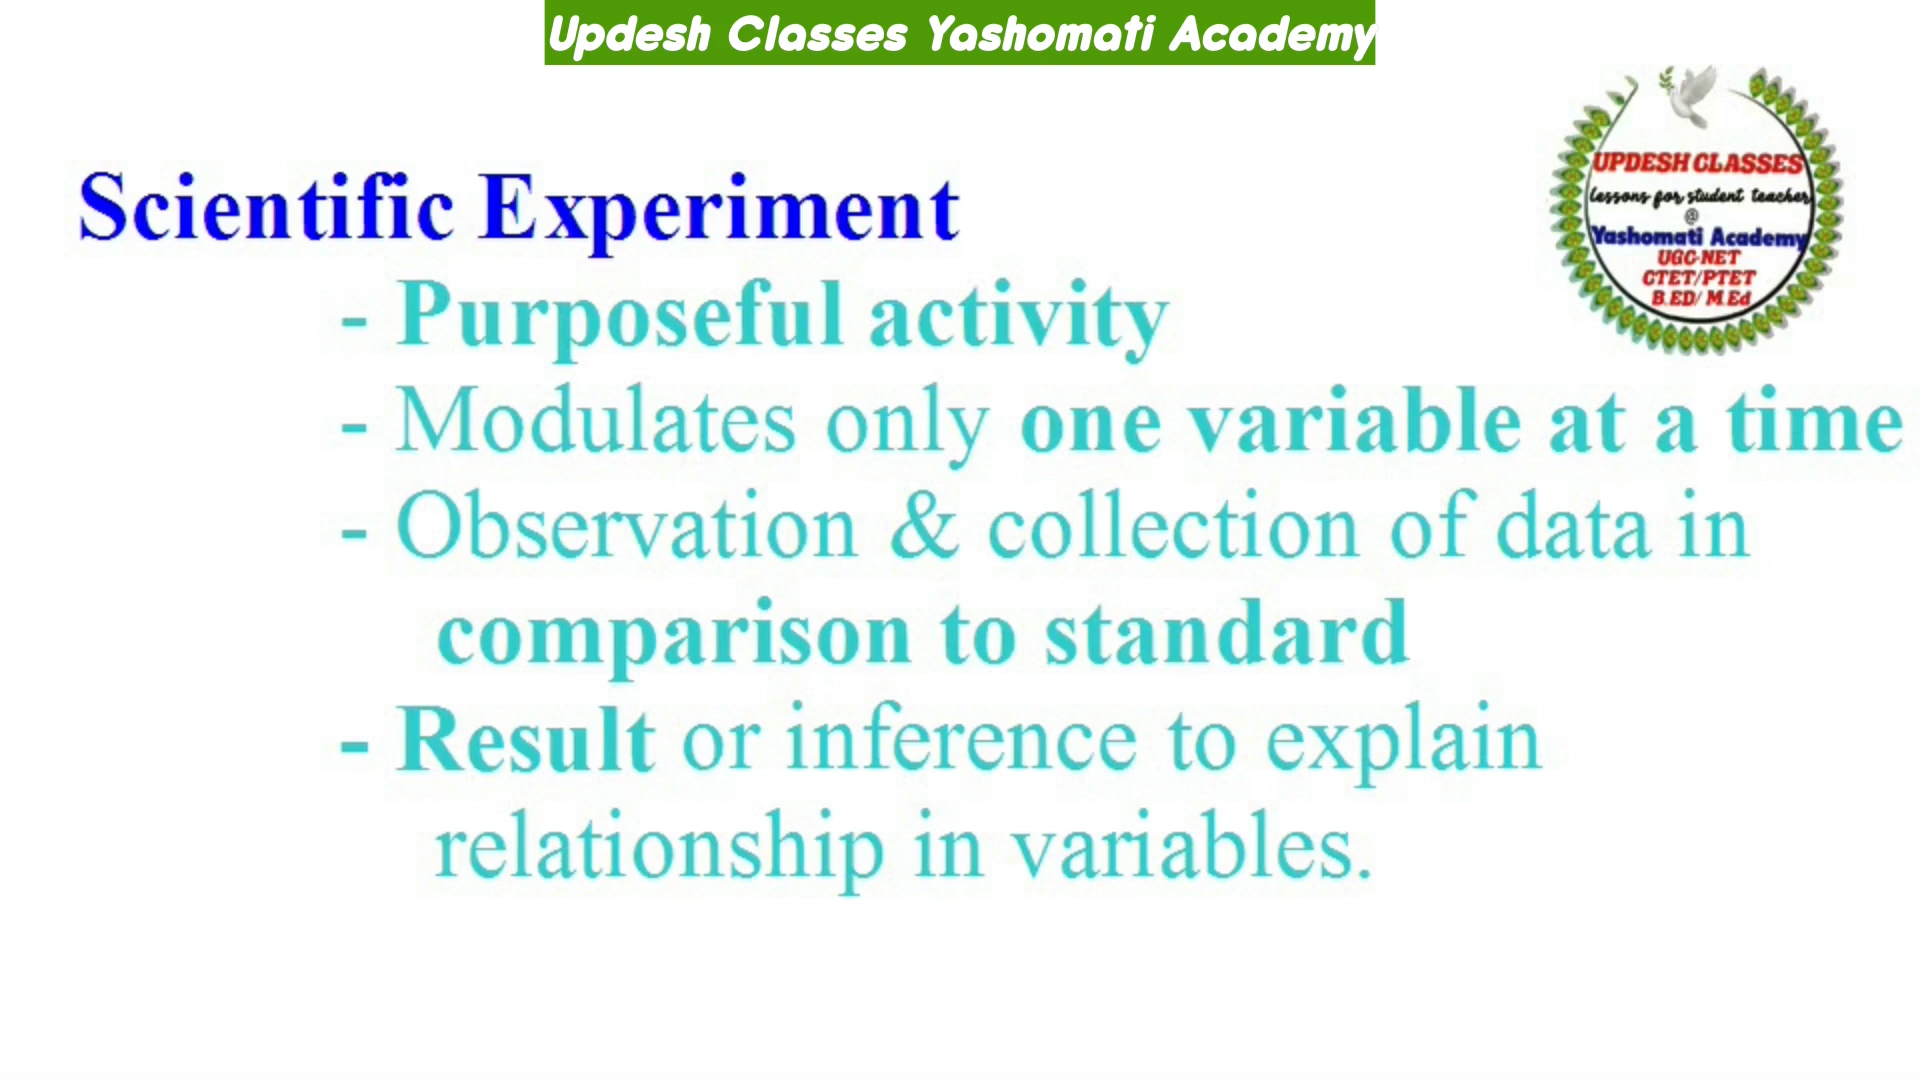 Updesh Classes Yashomati Academy
UPDESH CLASSES
lessons for student teacher
@
Yashomati Academy
UGC-NET
CTET/PTET
B.ED/ M.Ed
Scientific Experiment
- Purposeful activity
- Modulates only one variable at a time
- Observation & collection of data in
comparison to standard
- Result or inference to explain
relationship in variables.